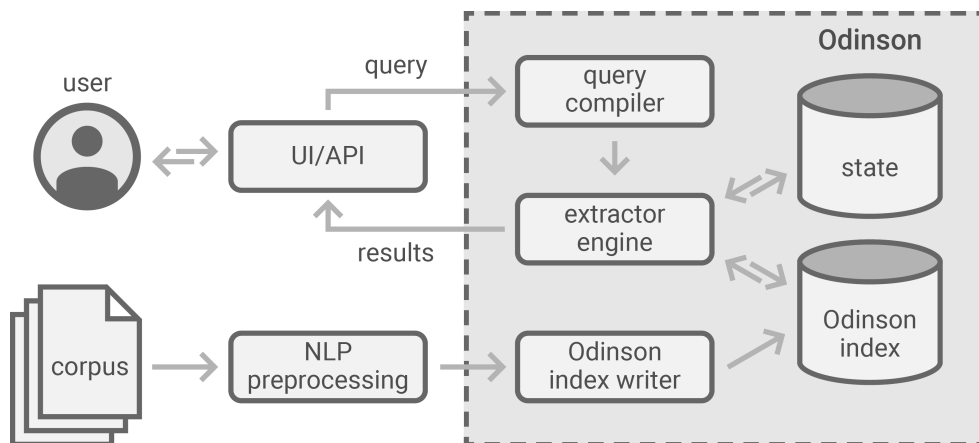 Odinson
user
query
query
compiler
UI/API
state
extractor
engine
results
corpus
NLP
preprocessing
Odinson
index writer
Odinson
index